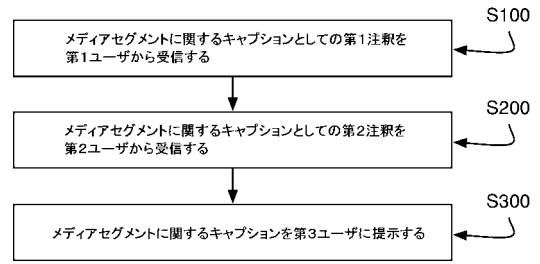 S100
メディアセグメントに関するキャプションとしての第1注釈を
第1ユーザから受信する
S200
メディアセグメントに関するキャプションとしての第2注釈を
第2ユーザから受信する
S300
メディアセグメントに関するキャプションを第3ユーザに提示する